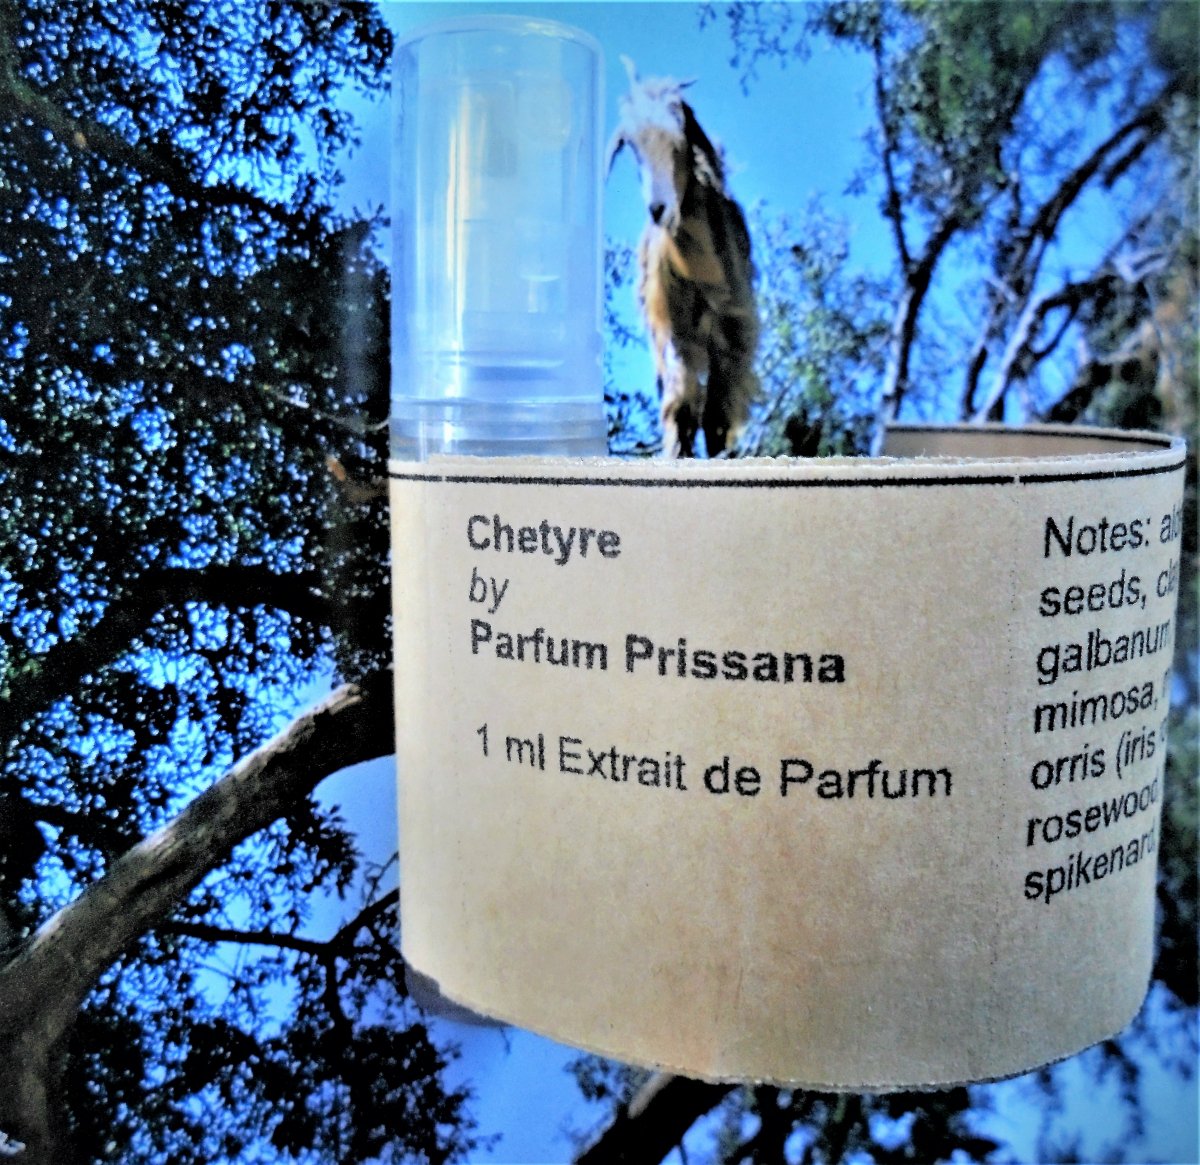 Chetyre
by
Parfum Prissana
1 ml Extrait de Parfum
Notes:
seeds,
galbanum
mimosa,
orris (iris
rosewood
spikenard,